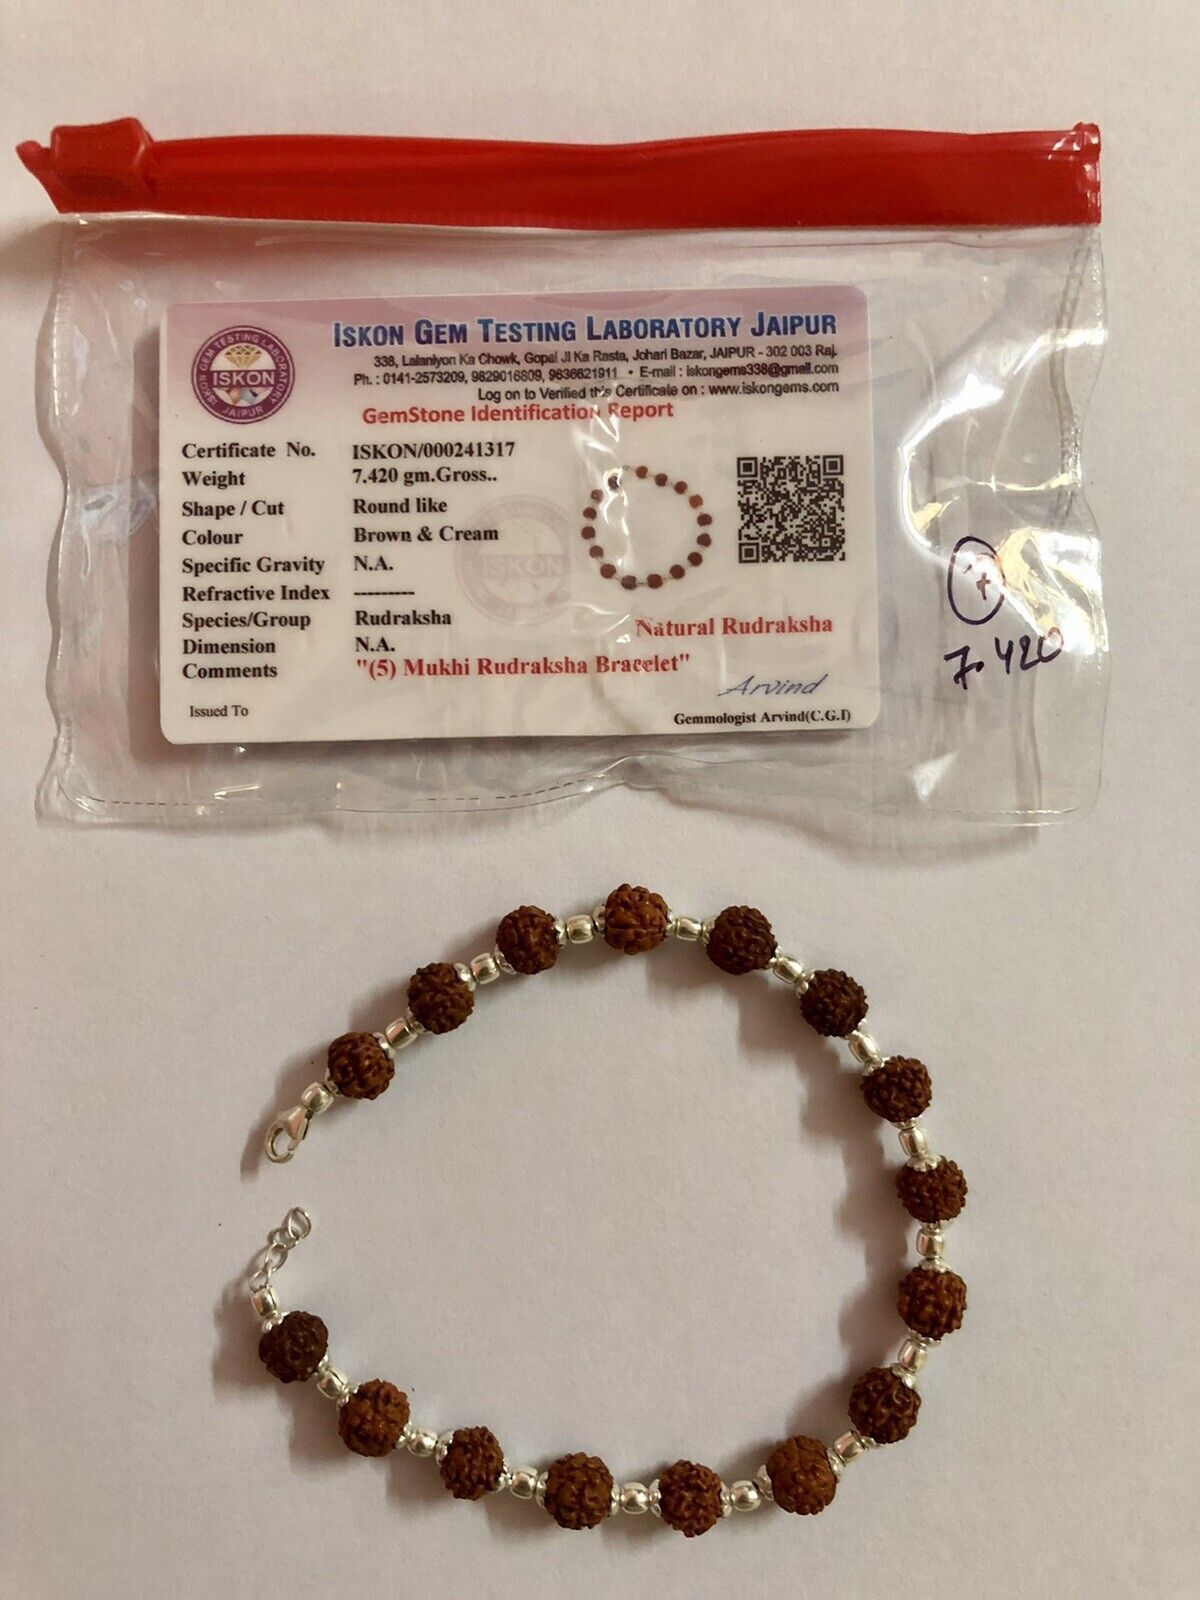 ISKON GEM TESTING LABORATORY JAIPUR
338, Lalaniyon Ka Chowk, Gopal Ji Ka Rasta, Johari Bazar, JAIPUR - 302 003 Raj.
Ph. : 0141-2573209, 9829016809, 9636621911 • E-mail : iskongems338@gmail.com
Log on to Verified this Certificate on : www.iskongems.com
GEM TESTING LABORATORY
ISKON
JAIPUR
GemStone Identification Report
Certificate No. ISKON/000241317
Weight 7.420 gm.Gross..
Shape / Cut Round like
Colour Brown & Cream
Specific Gravity N.A.
Refractive Index ---------
Species/Group Rudraksha
Dimension N.A.
Comments "(5) Mukhi Rudraksha Bracelet"
ISKON
Natural Rudraksha
Arvind
Issued To
Gemmologist Arvind(C.G.I)
7.420